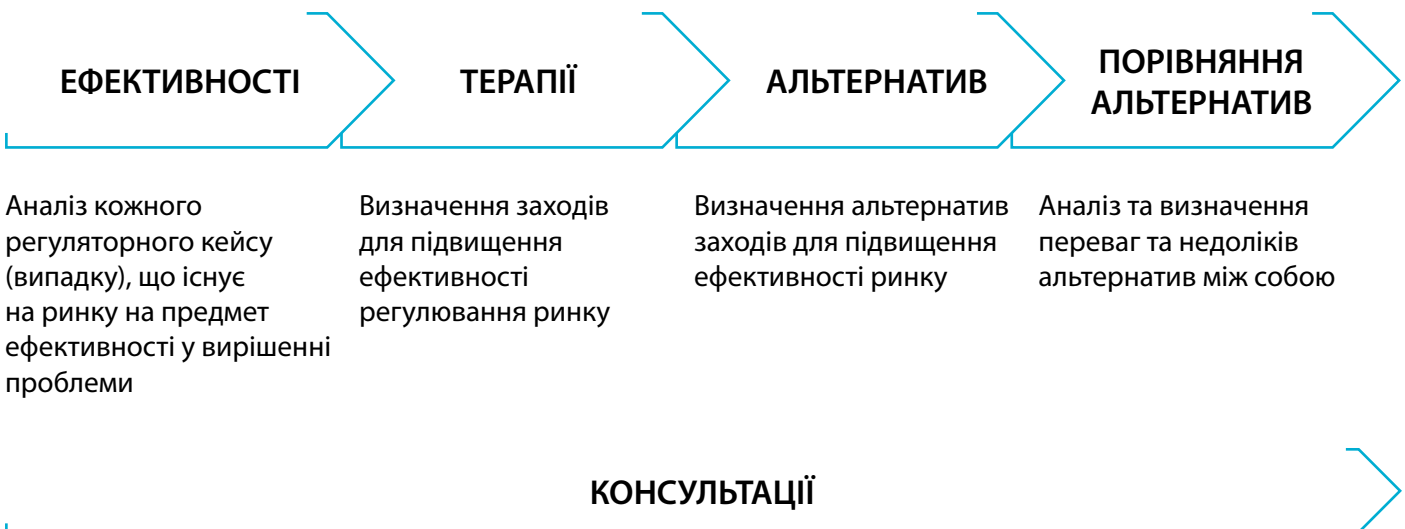 ЕФЕКТИВНОСТІ
ТЕРАПІЇ
АЛЬТЕРНАТИВ
ПОРІВНЯННЯ
АЛЬТЕРНАТИВ
Аналіз кожного
регуляторного кейсу
(випадку), що існує
на ринку на предмет
ефективності у вирішенні
проблеми
Визначення заходів
для підвищення
ефективності
регулювання ринку
Визначення альтернатив
заходів для підвищення
ефективності ринку
Аналіз та визначення
переваг та недоліків
альтернатив між собою
КОНСУЛЬТАЦІЇ